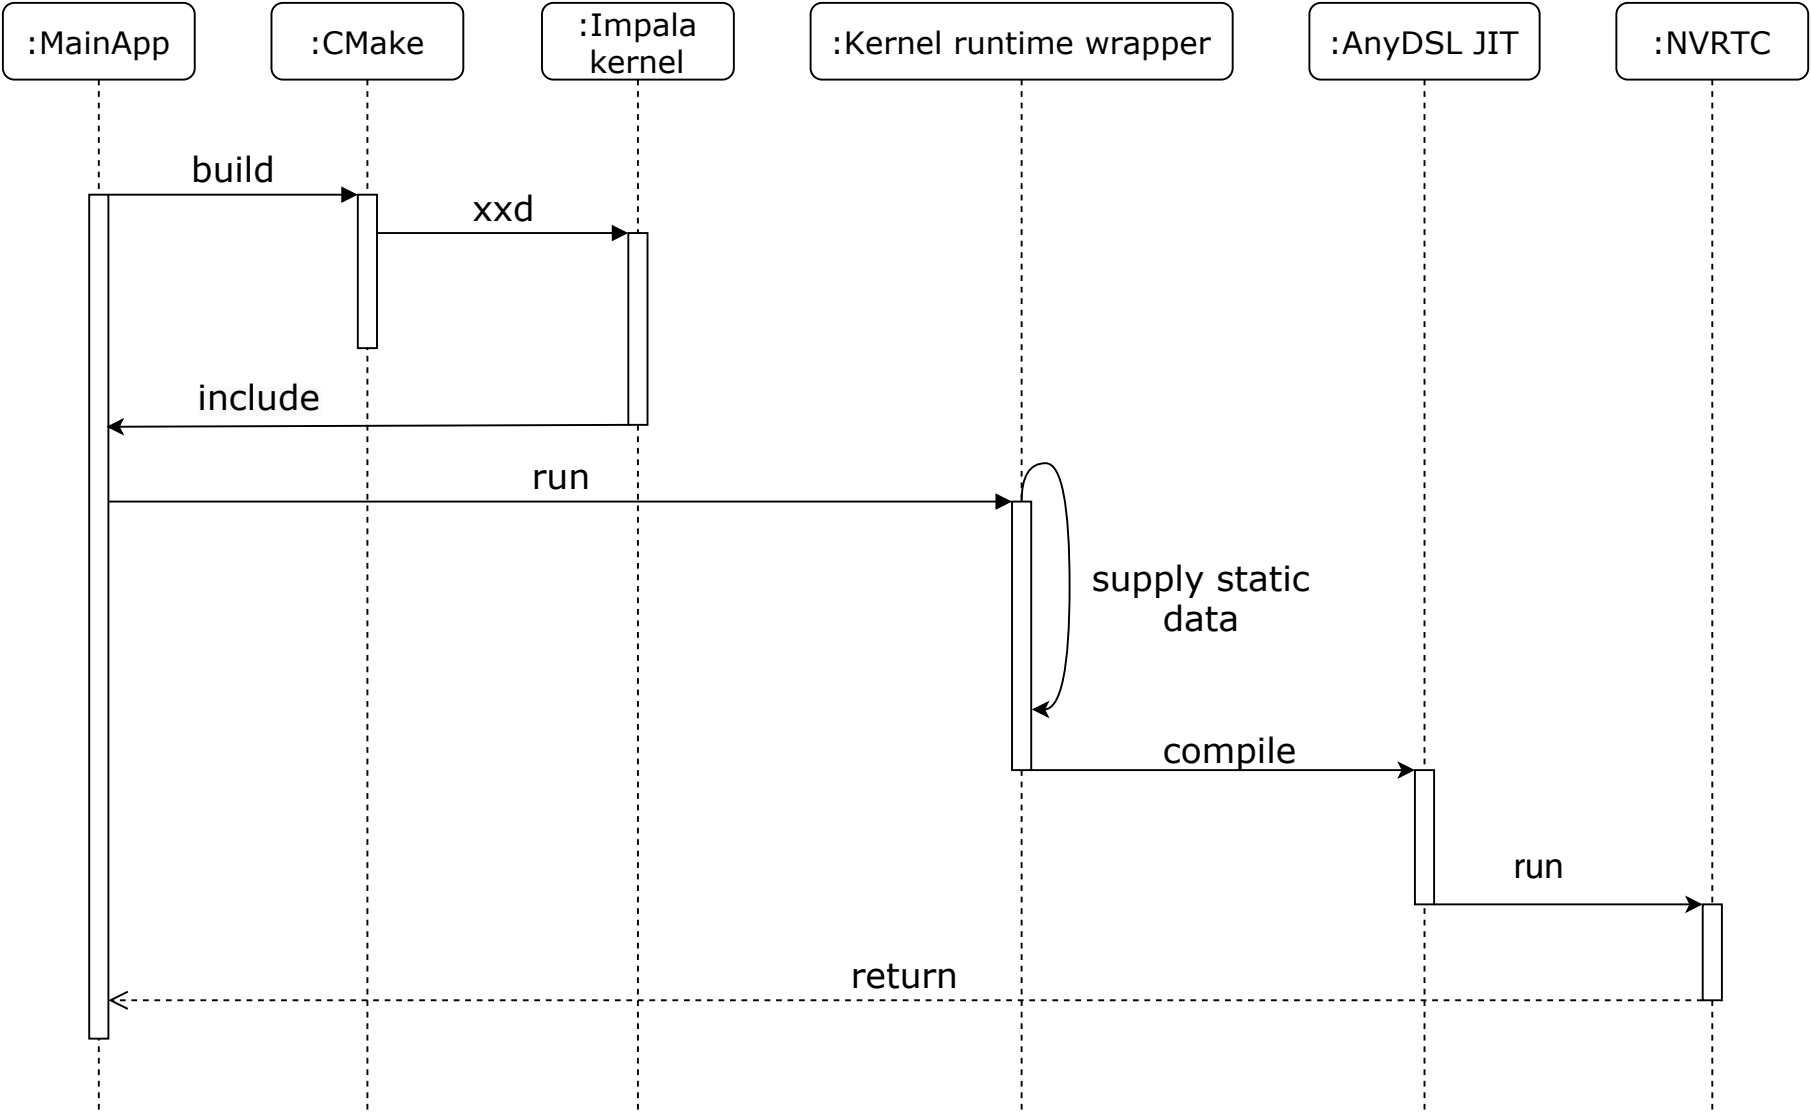 :MainApp
:CMake
:Impala
kernel
:Kernel runtime wrapper
:AnyDSL JIT
:NVRTC
build
xxd
include
run
supply static
data
compile
run
return